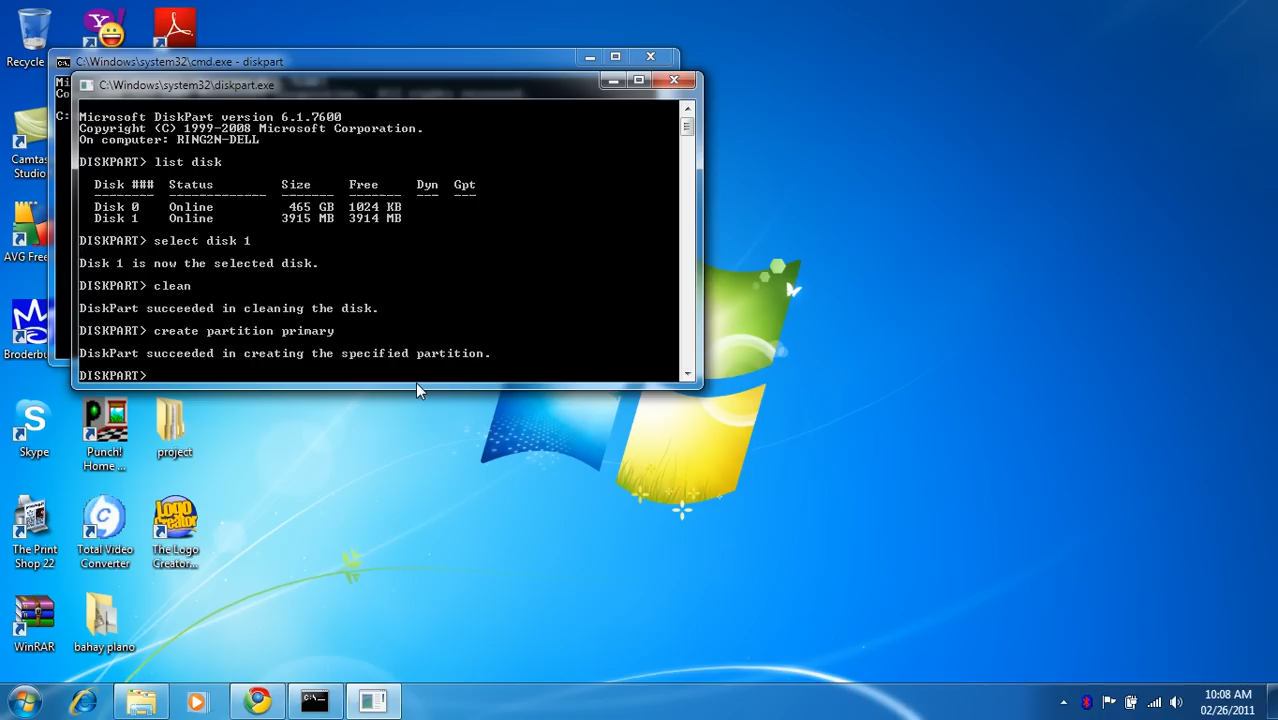 Recycle
C:\Windows\system32\cmd.exe - diskpart
C:\Windows\system32\diskpart.exe
Mi
Co
C:
Microsoft DiskPart version 6.1.7600
Copyright (C) 1999-2008 Microsoft Corporation.
On computer: RING2N-DELL
DISKPART> list disk
Disk ### Status Size Free Dyn Gpt
-------- ------------- ------- ------- --- ---
Disk 0 Online 465 GB 1024 KB
Disk 1 Online 3915 MB 3914 MB
DISKPART> select disk 1
Disk 1 is now the selected disk.
DISKPART> clean
DiskPart succeeded in cleaning the disk.
DISKPART> create partition primary
DiskPart succeeded in creating the specified partition.
DISKPART>
Camtas
Studio
AVG Free
Broderbu
Skype
Punch!
Home ...
project
The Print
Shop 22
Total Video
Converter
The Logo
Creator...
WinRAR
bahay plano
10:08 AM
02/26/2011